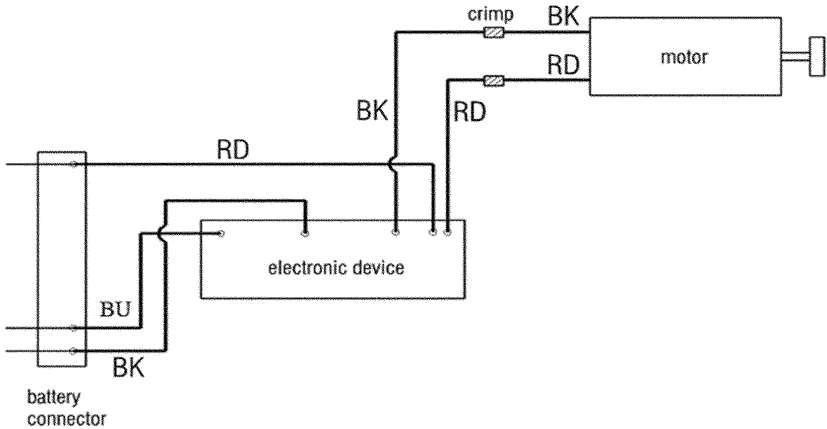 crimp
BK
RD
motor
BK
RD
RD
electronic device
BU
BK
battery
connector